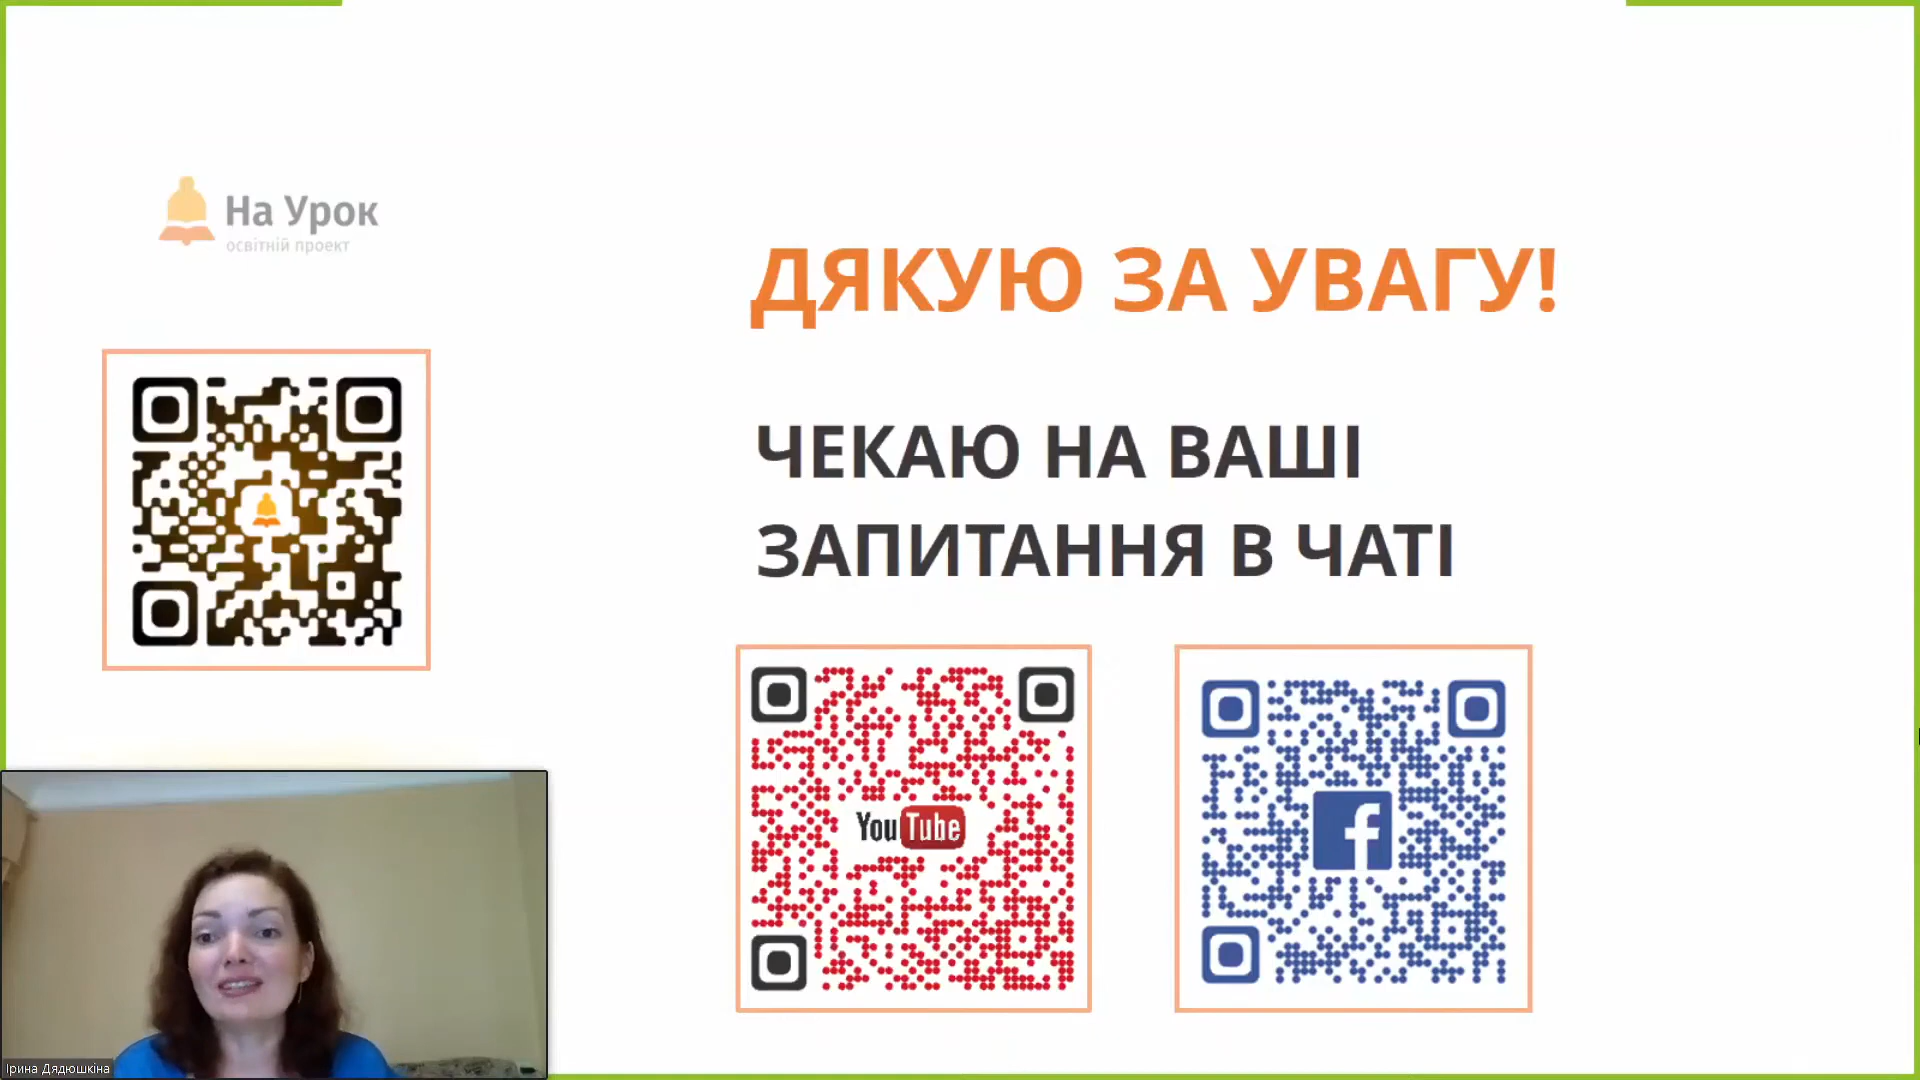 На Урок
освітній проект
ДЯКУЮ ЗА УВАГУ!
ЧЕКАЮ НА ВАШІ
ЗАПИТАННЯ В ЧАТІ
YouTube
f
Ірина Дядюшкіна